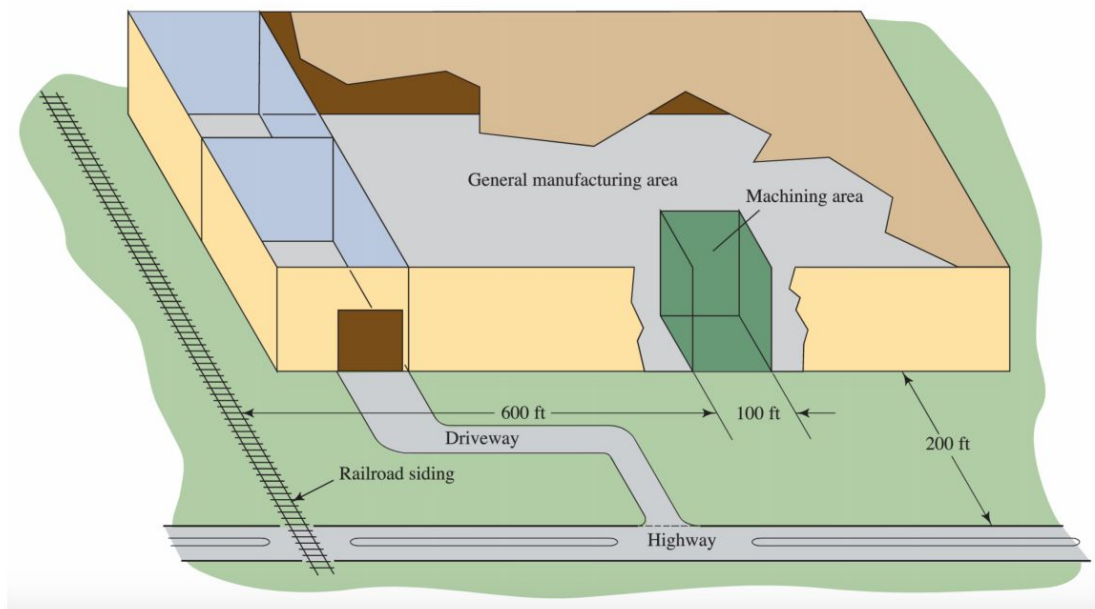 General manufacturing area
Machining area
600 ft
100 ft
Driveway
200 ft
Railroad siding
Highway